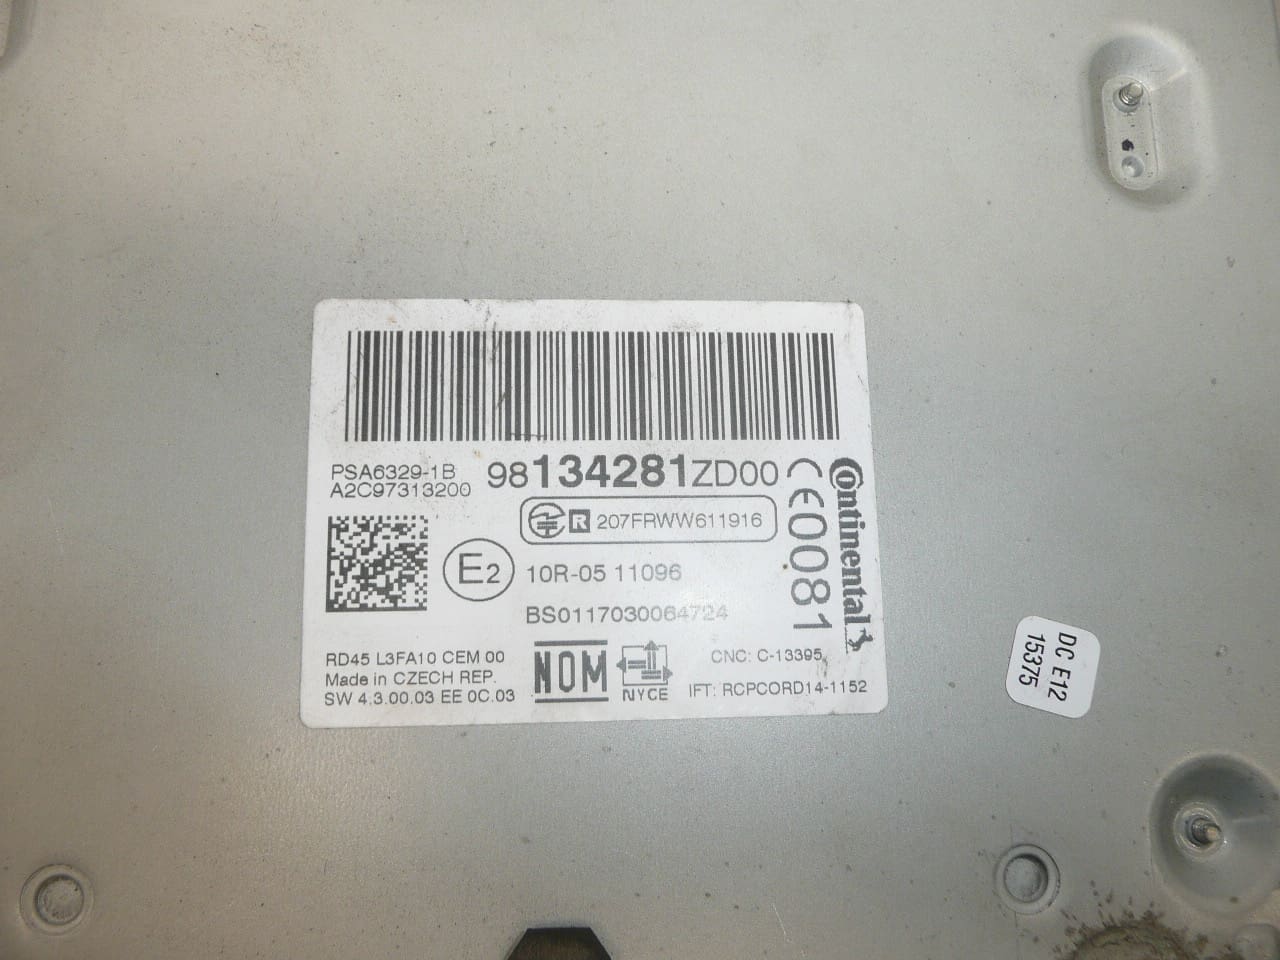 PSA6329-1B
A2C97313200
98134281ZD00
R 207FRWW611916
E2
10R-05 11096
BS0117030064724
CE0081
Continental
RD45 L3FA10 CEM 00
Made in CZECH REP.
SW 4.3.00.03 EE 0C.03
NOM
NYCE
CNC: C-13395
IFT: RCPCORD14-1152
DC E12
15375